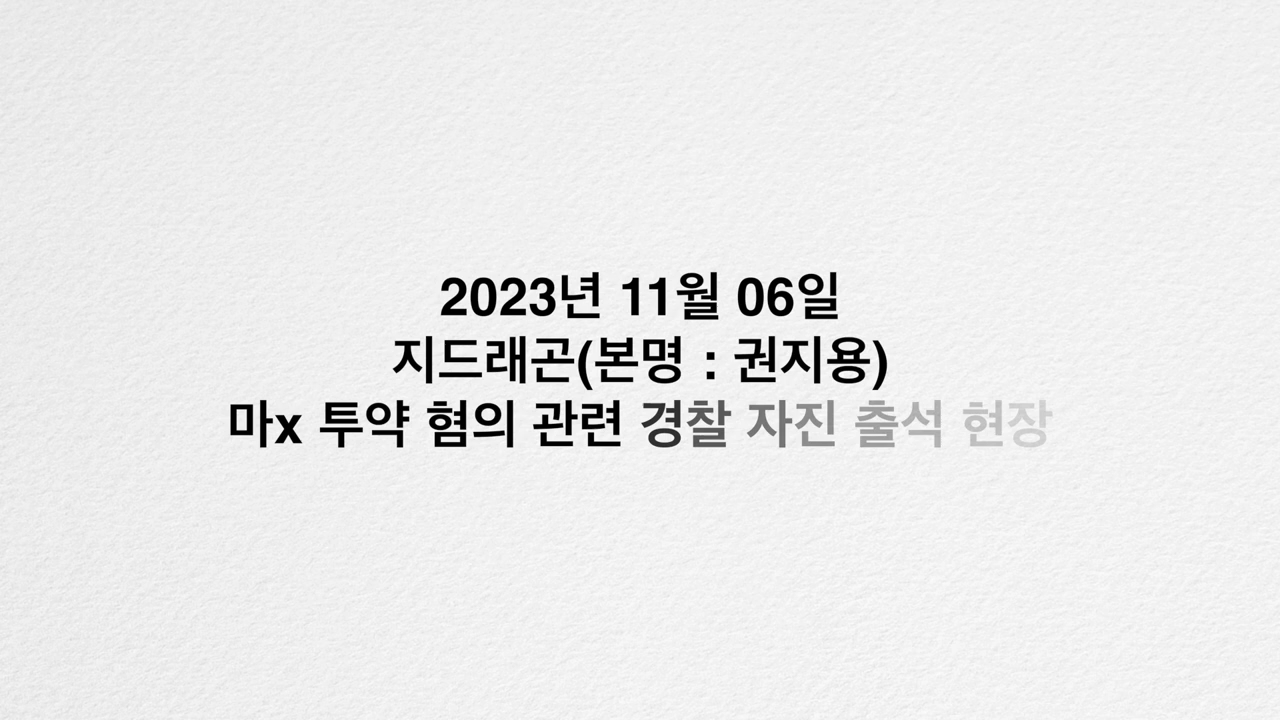 2023년 11월 06일
지드래곤(본명 : 권지용)
마x 투약 혐의 관련 경찰 자진 출석 현장